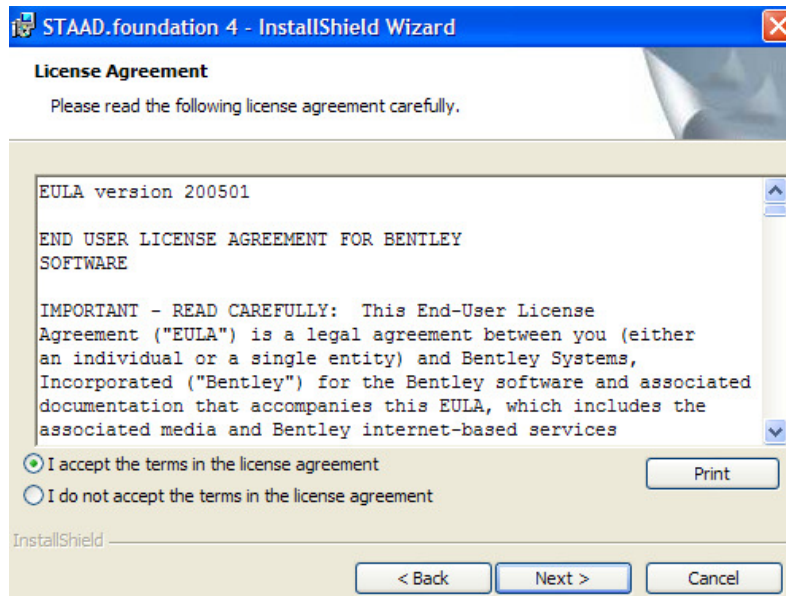 STAAD.foundation 4 - InstallShield Wizard
License Agreement
Please read the following license agreement carefully.
EULA version 200501
END USER LICENSE AGREEMENT FOR BENTLEY
SOFTWARE
IMPORTANT - READ CAREFULLY:  This End-User License
Agreement ("EULA") is a legal agreement between you (either
an individual or a single entity) and Bentley Systems,
Incorporated ("Bentley") for the Bentley software and associated
documentation that accompanies this EULA, which includes the
associated media and Bentley internet-based services
I accept the terms in the license agreement
Print
I do not accept the terms in the license agreement
InstallShield
< Back
Next >
Cancel